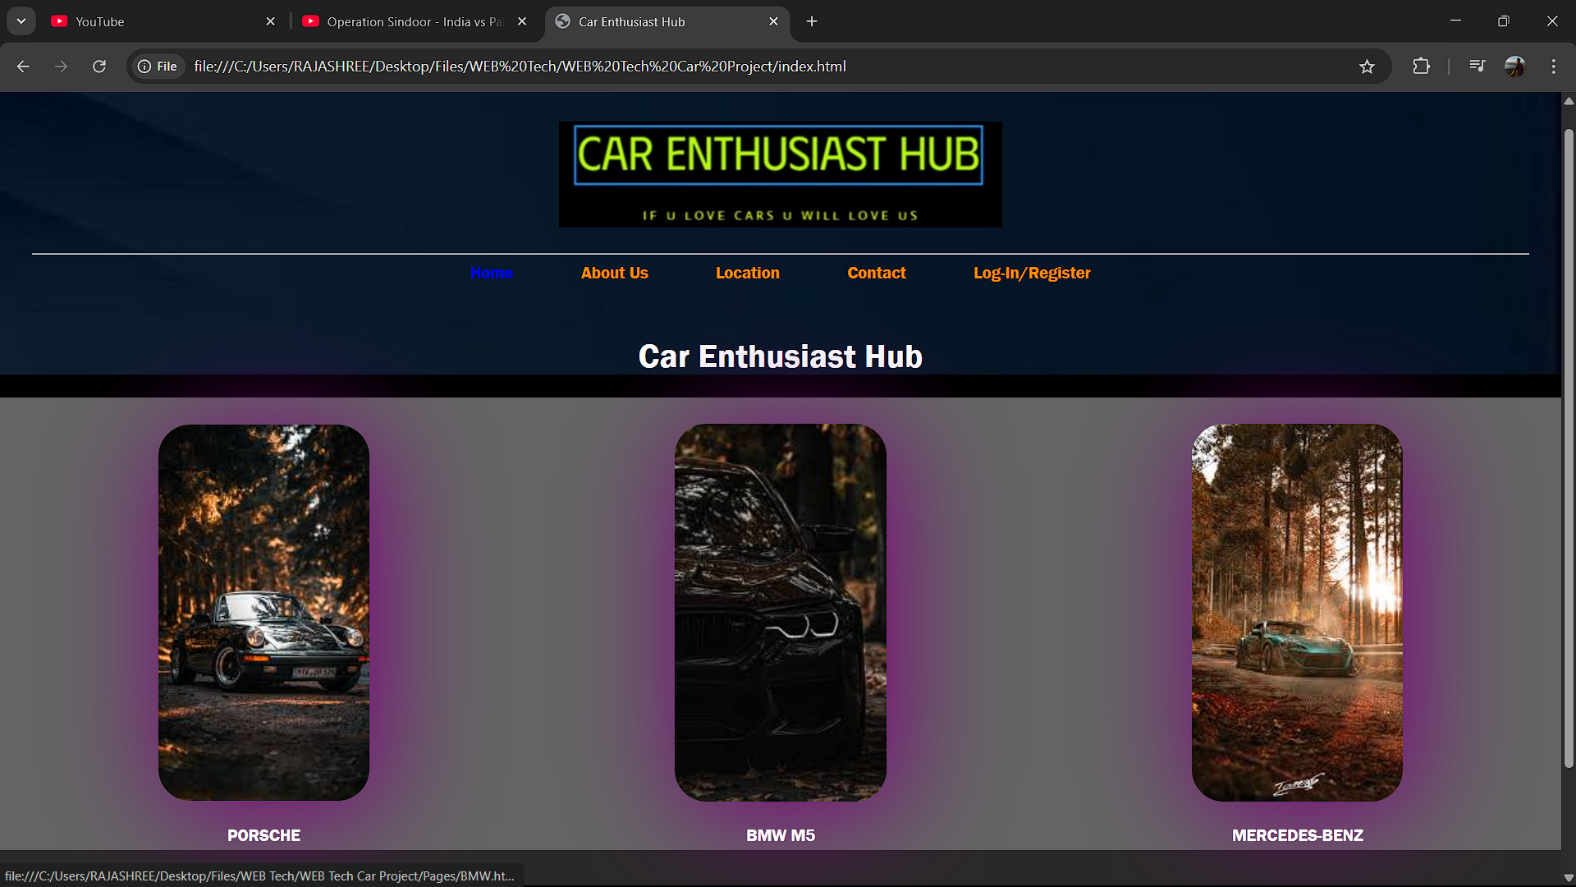 YouTube
Operation Sindoor - India vs Pa
Car Enthusiast Hub
File
file:///C:/Users/RAJASHREE/Desktop/Files/WEB%20Tech/WEB%20Tech%20Car%20Project/index.html
CAR ENTHUSIAST HUB
IF U LOVE CARS U WILL LOVE US
Home About Us Location Contact Log-In/Register
Car Enthusiast Hub
PORSCHE BMW M5 MERCEDES-BENZ
file:///C:/Users/RAJASHREE/Desktop/Files/WEB Tech/WEB Tech Car Project/Pages/BMW.ht...